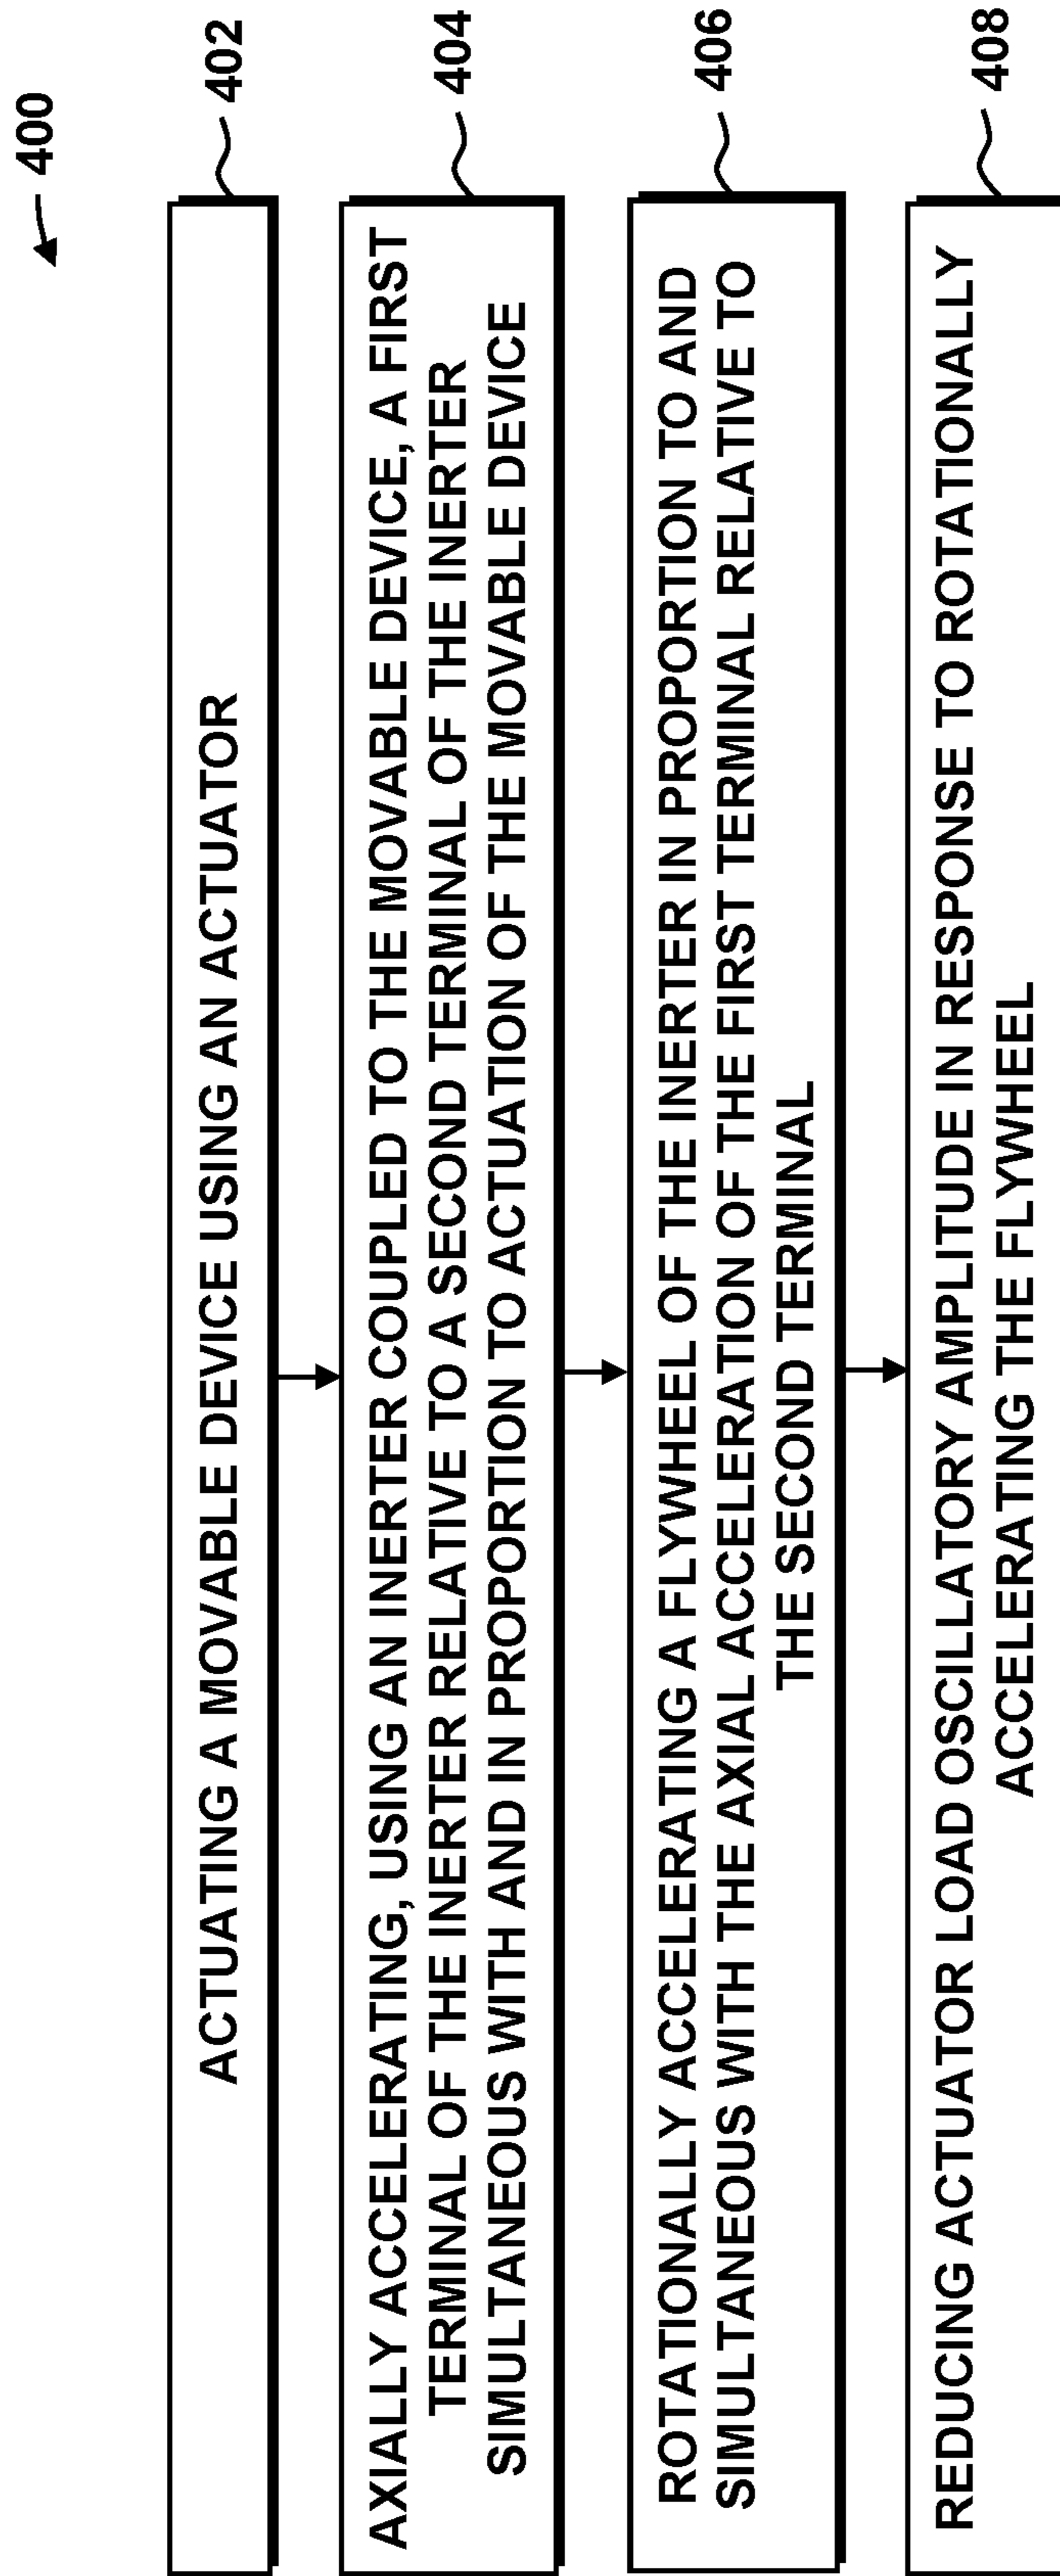 400
ACTUATING A MOVABLE DEVICE USING AN ACTUATOR
402
AXIALLY ACCELERATING, USING AN INERTER COUPLED TO THE MOVABLE DEVICE, A FIRST
TERMINAL OF THE INERTER RELATIVE TO A SECOND TERMINAL OF THE INERTER
SIMULTANEOUS WITH AND IN PROPORTION TO ACTUATION OF THE MOVABLE DEVICE
404
ROTATIONALLY ACCELERATING A FLYWHEEL OF THE INERTER IN PROPORTION TO AND
SIMULTANEOUS WITH THE AXIAL ACCELERATION OF THE FIRST TERMINAL RELATIVE TO
THE SECOND TERMINAL
406
REDUCING ACTUATOR LOAD OSCILLATORY AMPLITUDE IN RESPONSE TO ROTATIONALLY
ACCELERATING THE FLYWHEEL
408